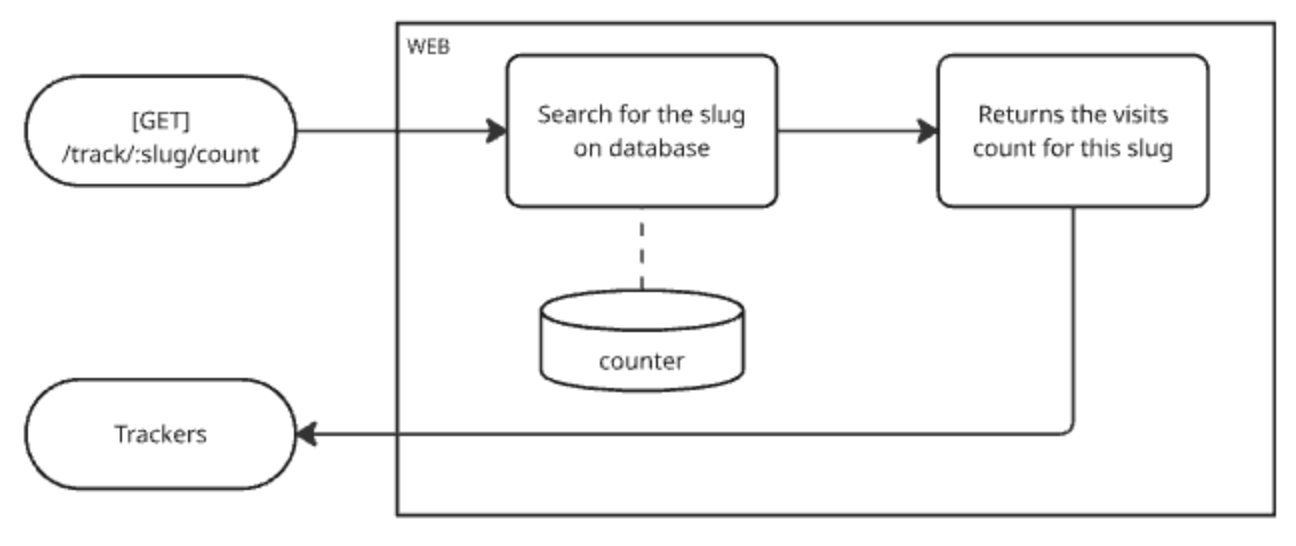 WEB
[GET]
/track/:slug/count
Search for the slug
on database
Returns the visits
count for this slug
counter
Trackers